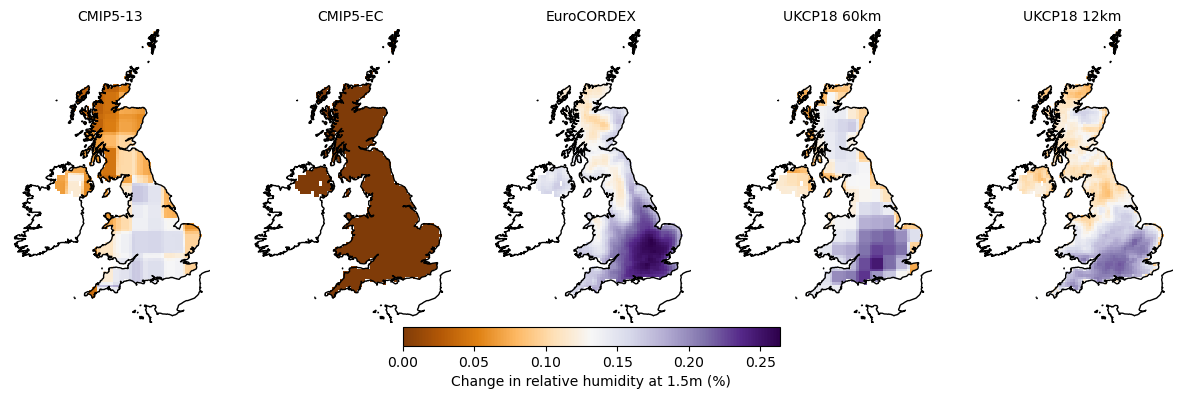 CMIP5-13 CMIP5-EC EuroCORDEX UKCP18 60km UKCP18 12km
0.00 0.05 0.10 0.15 0.20 0.25
Change in relative humidity at 1.5m (%)